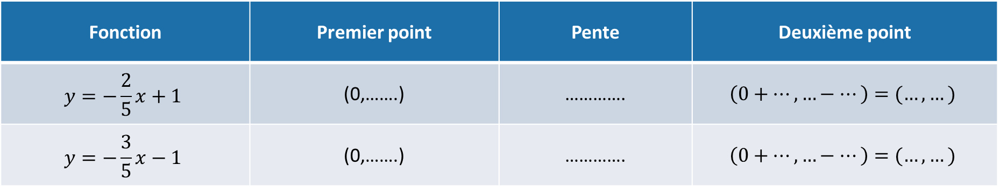 Fonction Premier point Pente Deuxième point
y = −2/5 x + 1 (0,…….) …………. (0 + ⋯ , … − ⋯ ) = (… , … )
y = −3/5 x − 1 (0,…….) …………. (0 + ⋯ , … − ⋯ ) = (… , … )